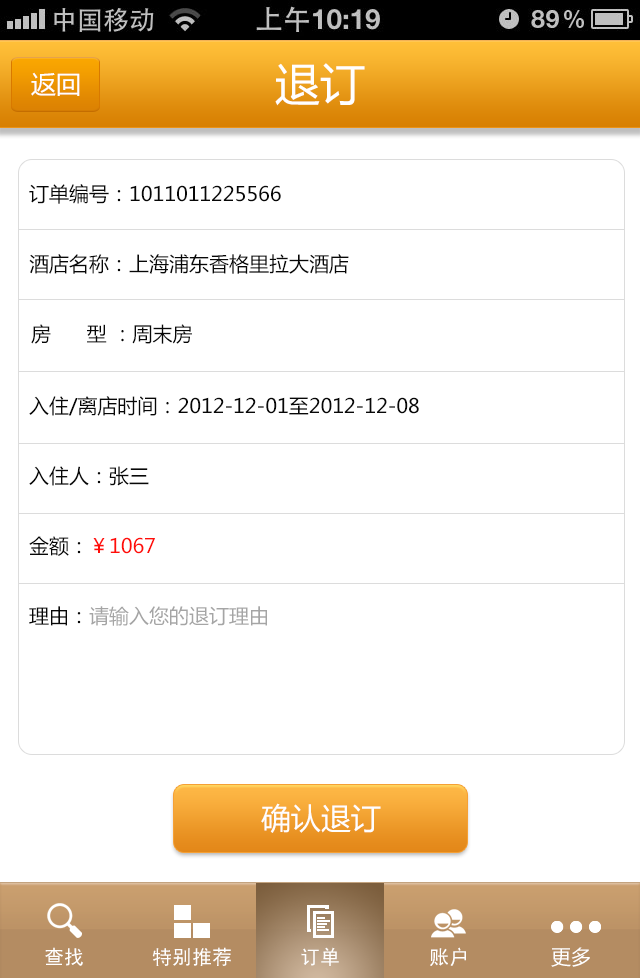 中国移动 上午10:19 89%
返回 退订
订单编号：1011011225566
酒店名称：上海浦东香格里拉大酒店
房 型 ：周末房
入住/离店时间：2012-12-01至2012-12-08
入住人：张三
金额：￥1067
理由：请输入您的退订理由
确认退订
查找 特别推荐 订单 账户 更多